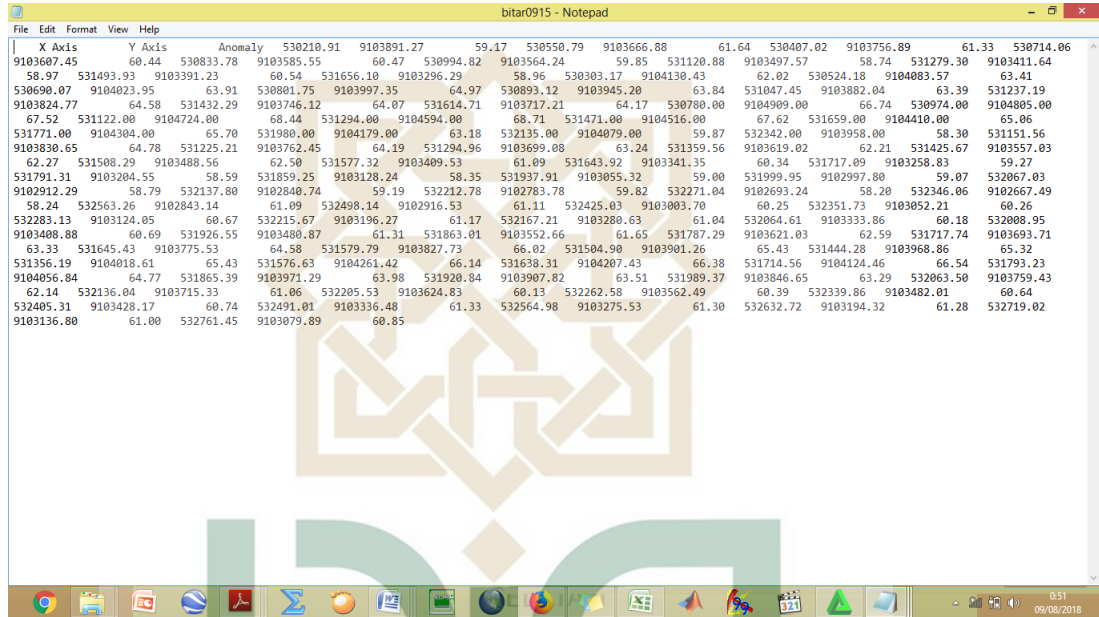 bitar0915 - Notepad
File Edit Format View Help
X Axis Y Axis Anomaly 530210.91 9103891.27 59.17 530550.79 9103666.88 61.64 530407.02 9103756.89 61.33 530714.06
9103607.45 60.44 530833.78 9103585.55 60.47 530994.82 9103564.24 59.85 531120.88 9103497.57 58.74 531279.30 9103411.64
58.97 531493.93 9103391.23 60.54 531656.10 9103296.29 58.96 530303.17 9104130.43 62.02 530524.18 9104083.57 63.41
530690.07 9104023.95 63.91 530801.75 9103997.35 64.97 530893.12 9103945.20 63.84 531047.45 9103882.04 63.39 531237.19
9103824.77 64.58 531432.29 9103746.12 64.07 531614.71 9103717.21 64.17 530780.00 9104909.00 66.74 530974.00 9104805.00
67.52 531122.00 9104724.00 68.44 531294.00 9104594.00 68.71 531471.00 9104516.00 67.62 531659.00 9104410.00 65.06
531771.00 9104304.00 65.70 531980.00 9104179.00 63.18 532135.00 9104079.00 59.87 532342.00 9103958.00 58.30 531151.56
9103830.65 64.78 531225.21 9103762.45 64.19 531294.96 9103699.08 63.24 531359.56 9103619.02 62.21 531425.67 9103557.03
62.27 531508.29 9103488.56 62.50 531577.32 9103409.53 61.09 531643.92 9103341.35 60.34 531717.09 9103258.83 59.27
531791.31 9103204.55 58.59 531859.25 9103128.24 58.35 531937.91 9103055.32 59.00 531999.95 9102997.80 59.07 532067.03
9102912.29 58.79 532137.80 9102840.74 59.19 532212.78 9102783.78 59.82 532271.04 9102693.24 58.20 532346.06 9102667.49
58.24 532563.26 9102843.14 61.09 532498.14 9102916.53 61.11 532425.03 9103003.70 60.25 532351.73 9103052.21 60.26
532283.13 9103124.05 60.67 532215.67 9103196.27 61.17 532167.21 9103280.63 61.04 532064.61 9103333.86 60.18 532008.95
9103408.88 60.69 531926.55 9103480.87 61.31 531863.01 9103552.66 61.65 531787.29 9103621.03 62.59 531717.74 9103693.71
63.33 531645.43 9103775.53 64.58 531579.79 9103827.73 66.02 531504.90 9103901.26 65.43 531444.28 9103968.86 65.32
531356.19 9104018.61 65.43 531576.63 9104261.42 66.14 531638.31 9104207.43 66.38 531714.56 9104124.46 66.54 531793.23
9104056.84 64.77 531865.39 9103971.29 63.98 531920.84 9103907.82 63.51 531989.37 9103846.65 63.29 532063.50 9103759.43
62.14 532136.04 9103715.33 61.06 532205.53 9103624.83 60.13 532262.58 9103562.49 60.39 532339.86 9103482.01 60.64
532405.31 9103428.17 60.74 532491.01 9103336.48 61.33 532564.98 9103275.53 61.30 532632.72 9103194.32 61.28 532719.02
9103136.80 61.00 532761.45 9103079.89 60.85
0:51
09/08/2018